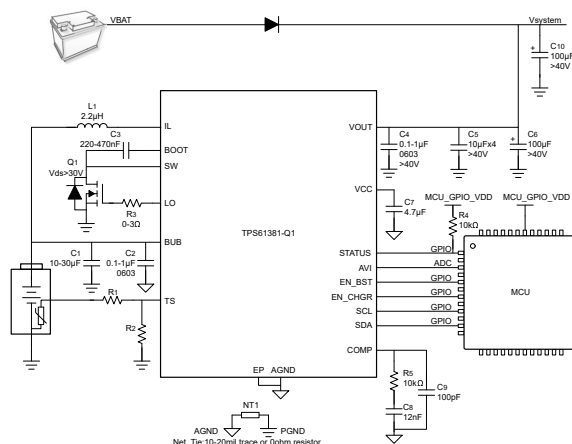 VBAT
Vsystem
C10
100µF
>40V
L1
2.2µH
IL
C3
220-470nF
BOOT
SW
Q1
Vds>30V
LO
R3
0-3Ω
BUB
C1
10-30µF
C2
0.1-1µF
0603
R1
TS
R2
TPS61381-Q1
EP AGND
VOUT
C4
0.1-1µF
0603
>40V
C5
10µFx4
>40V
C6
100µF
>40V
VCC
C7
4.7µF
MCU_GPIO_VDD
MCU_GPIO_VDD
R4
10kΩ
STATUS
GPIO
AVI
ADC
EN_BST
GPIO
EN_CHGR
GPIO
SCL
GPIO
SDA
GPIO
MCU
COMP
R5
10kΩ
C8
12nF
C9
100pF
NT1
AGND
PGND
Net Tie:10-20mil trace or 0ohm resistor